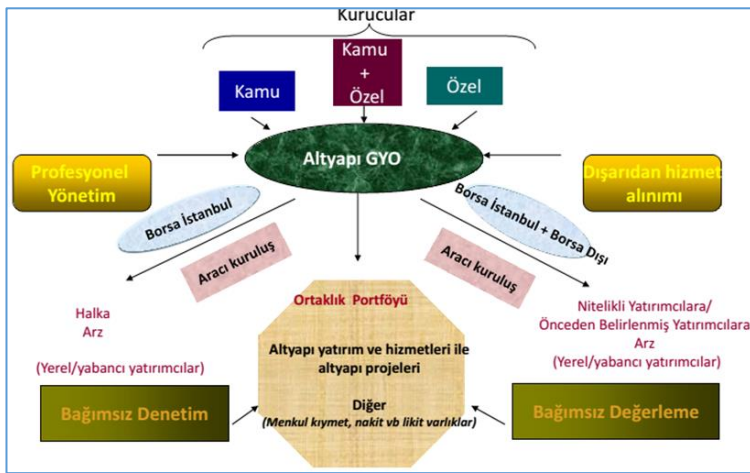 Kurucular
Kamu
Kamu
+
Özel
Özel
Altyapı GYO
Profesyonel
Yönetim
Dışarıdan hizmet
alınımı
Borsa İstanbul
Borsa İstanbul + Borsa Dışı
Aracı kuruluş
Aracı kuruluş
Halka
Arz
(Yerel/yabancı yatırımcılar)
Ortaklık Portföyü
Altyapı yatırım ve hizmetleri ile
altyapı projeleri
Diğer
(Menkul kıymet, nakit vb likit varlıklar)
Nitelikli Yatırımcılara/
Önceden Belirlenmiş Yatırımcılara
Arz
(Yerel/yabancı yatırımcılar)
Bağımsız Denetim
Bağımsız Değerleme